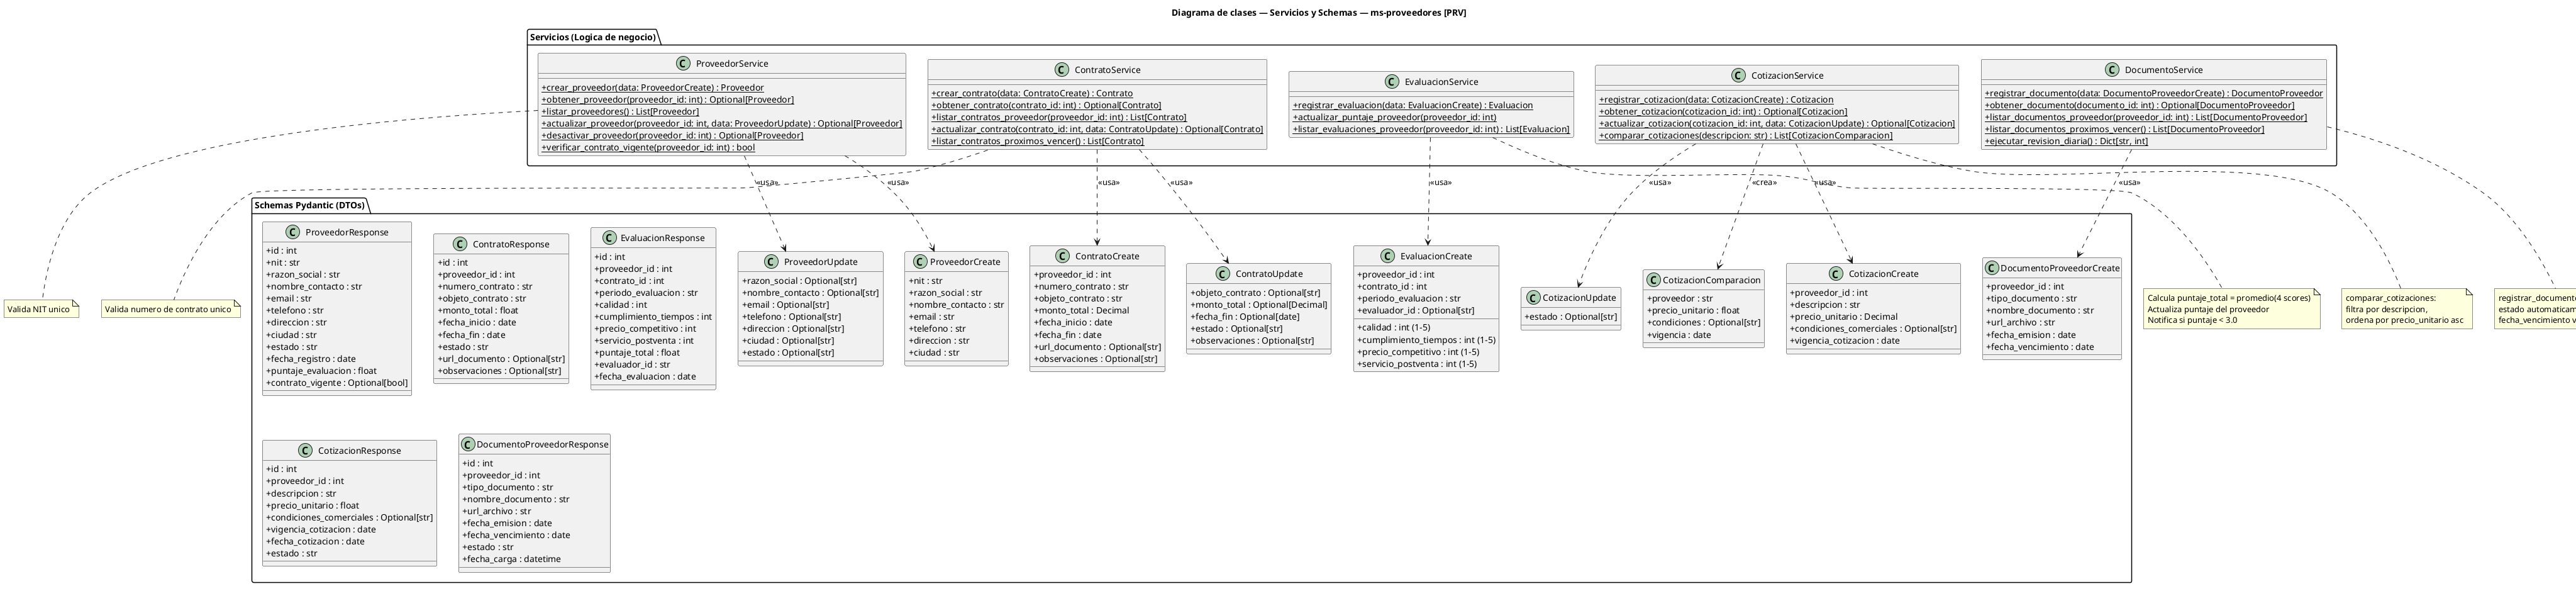 Diagrama de clases — Servicios y Schemas — ms-proveedores [PRV]
Servicios (Logica de negocio)
ProveedorService
+crear_proveedor(data: ProveedorCreate) : Proveedor
+obtener_proveedor(proveedor_id: int) : Optional[Proveedor]
+listar_proveedores() : List[Proveedor]
+actualizar_proveedor(proveedor_id: int, data: ProveedorUpdate) : Optional[Proveedor]
+desactivar_proveedor(proveedor_id: int) : Optional[Proveedor]
+verificar_contrato_vigente(proveedor_id: int) : bool
ContratoService
+crear_contrato(data: ContratoCreate) : Contrato
+obtener_contrato(contrato_id: int) : Optional[Contrato]
+listar_contratos_proveedor(proveedor_id: int) : List[Contrato]
+actualizar_contrato(contrato_id: int, data: ContratoUpdate) : Optional[Contrato]
+listar_contratos_proximos_vencer() : List[Contrato]
EvaluacionService
+registrar_evaluacion(data: EvaluacionCreate) : Evaluacion
+actualizar_puntaje_proveedor(proveedor_id: int)
+listar_evaluaciones_proveedor(proveedor_id: int) : List[Evaluacion]
CotizacionService
+registrar_cotizacion(data: CotizacionCreate) : Cotizacion
+obtener_cotizacion(cotizacion_id: int) : Optional[Cotizacion]
+actualizar_cotizacion(cotizacion_id: int, data: CotizacionUpdate) : Optional[Cotizacion]
+comparar_cotizaciones(descripcion: str) : List[CotizacionComparacion]
DocumentoService
+registrar_documento(data: DocumentoProveedorCreate) : DocumentoProveedor
+obtener_documento(documento_id: int) : Optional[DocumentoProveedor]
+listar_documentos_proveedor(proveedor_id: int) : List[DocumentoProveedor]
+listar_documentos_proximos_vencer() : List[DocumentoProveedor]
+ejecutar_revision_diaria() : Dict[str, int]
«usa»
«usa»
«usa»
«usa»
«usa»
«usa»
«crea»
«usa»
«usa»
Schemas Pydantic (DTOs)
ProveedorResponse
+id : int
+nit : str
+razon_social : str
+nombre_contacto : str
+email : str
+telefono : str
+direccion : str
+ciudad : str
+estado : str
+fecha_registro : date
+puntaje_evaluacion : float
+contrato_vigente : Optional[bool]
ContratoResponse
+id : int
+proveedor_id : int
+numero_contrato : str
+objeto_contrato : str
+monto_total : float
+fecha_inicio : date
+fecha_fin : date
+estado : str
+url_documento : Optional[str]
+observaciones : Optional[str]
EvaluacionResponse
+id : int
+proveedor_id : int
+contrato_id : int
+periodo_evaluacion : str
+calidad : int
+cumplimiento_tiempos : int
+precio_competitivo : int
+servicio_postventa : int
+puntaje_total : float
+evaluador_id : str
+fecha_evaluacion : date
ProveedorUpdate
+razon_social : Optional[str]
+nombre_contacto : Optional[str]
+email : Optional[str]
+telefono : Optional[str]
+direccion : Optional[str]
+ciudad : Optional[str]
+estado : Optional[str]
ProveedorCreate
+nit : str
+razon_social : str
+nombre_contacto : str
+email : str
+telefono : str
+direccion : str
+ciudad : str
ContratoCreate
+proveedor_id : int
+numero_contrato : str
+objeto_contrato : str
+monto_total : Decimal
+fecha_inicio : date
+fecha_fin : date
+url_documento : Optional[str]
+observaciones : Optional[str]
ContratoUpdate
+objeto_contrato : Optional[str]
+monto_total : Optional[Decimal]
+fecha_fin : Optional[date]
+estado : Optional[str]
+observaciones : Optional[str]
EvaluacionCreate
+proveedor_id : int
+contrato_id : int
+periodo_evaluacion : str
+evaluador_id : Optional[str]
+calidad : int (1-5)
+cumplimiento_tiempos : int (1-5)
+precio_competitivo : int (1-5)
+servicio_postventa : int (1-5)
CotizacionUpdate
+estado : Optional[str]
CotizacionComparacion
+proveedor : str
+precio_unitario : float
+condiciones : Optional[str]
+vigencia : date
CotizacionCreate
+proveedor_id : int
+descripcion : str
+precio_unitario : Decimal
+condiciones_comerciales : Optional[str]
+vigencia_cotizacion : date
DocumentoProveedorCreate
+proveedor_id : int
+tipo_documento : str
+nombre_documento : str
+url_archivo : str
+fecha_emision : date
+fecha_vencimiento : date
CotizacionResponse
+id : int
+proveedor_id : int
+descripcion : str
+precio_unitario : float
+condiciones_comerciales : Optional[str]
+vigencia_cotizacion : date
+fecha_cotizacion : date
+estado : str
DocumentoProveedorResponse
+id : int
+proveedor_id : int
+tipo_documento : str
+nombre_documento : str
+url_archivo : str
+fecha_emision : date
+fecha_vencimiento : date
+estado : str
+fecha_carga : datetime
Valida NIT unico
Valida numero de contrato unico
Calcula puntaje_total = promedio(4 scores)
Actualiza puntaje del proveedor
Notifica si puntaje < 3.0
comparar_cotizaciones:
filtra por descripcion,
ordena por precio_unitario asc
registrar_documento
estado automaticam
fecha_vencimiento v